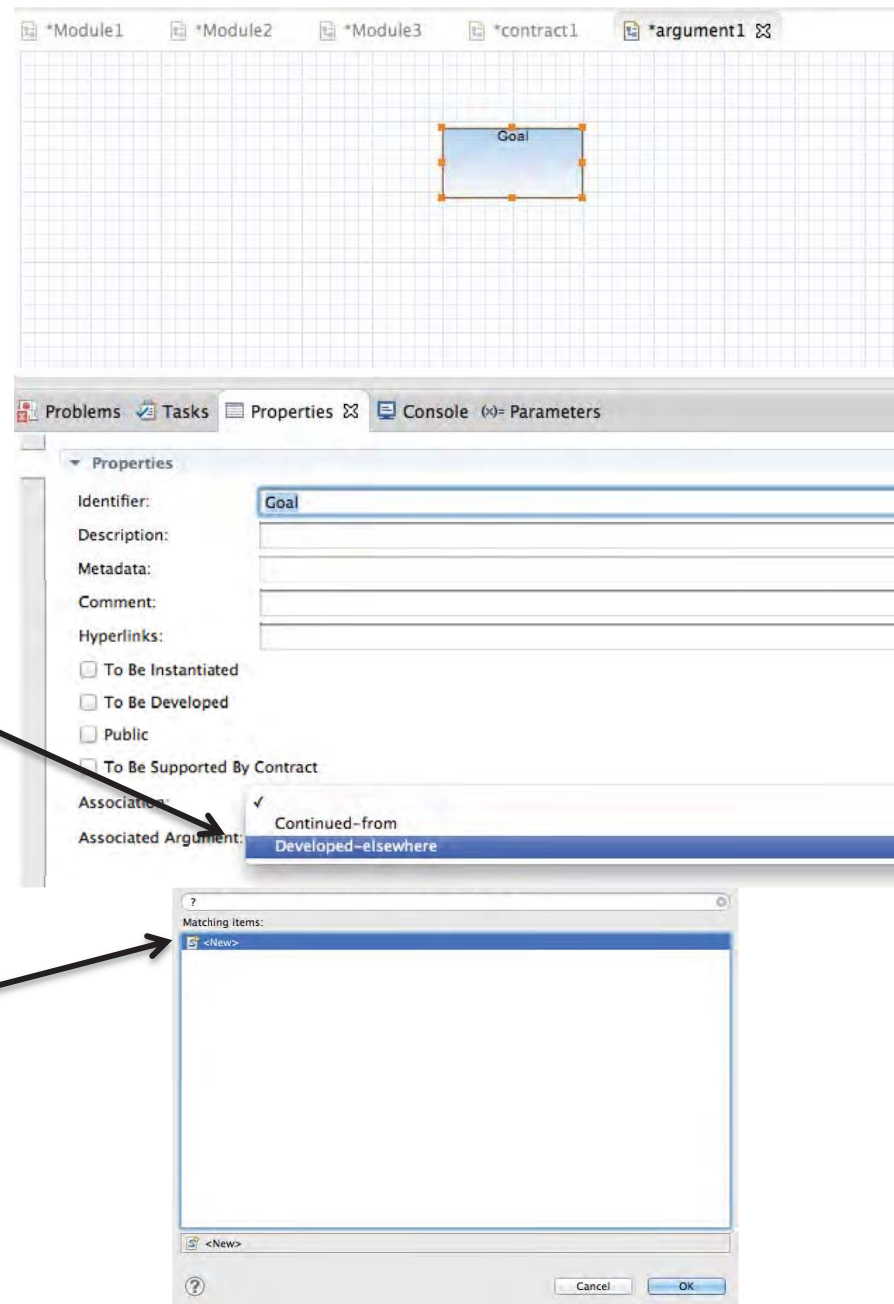 *Module1 *Module2 *Module3 *contract1 *argument1
Goal
Problems Tasks Properties Console (x)= Parameters
Properties
Identifier: Goal
Description:
Metadata:
Comment:
Hyperlinks:
To Be Instantiated
To Be Developed
Public
To Be Supported By Contract
Association: ✓
Continued-from
Associated Argument: Developed-elsewhere
?
Matching items:
<New>
<New>
?
Cancel OK